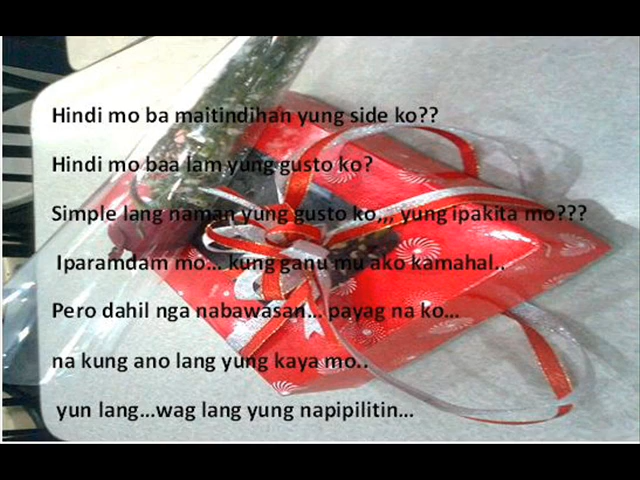 Hindi mo ba maitindihan yung side ko??
Hindi mo baa lam yung gusto ko?
Simple lang naman yung gusto ko,,, yung ipakita mo???
Iparamdam mo... kung ganu mu ako kamahal..
Pero dahil nga nabawasan... payag na ko...
na kung ano lang yung kaya mo..
yun lang...wag lang yung napipilitin...